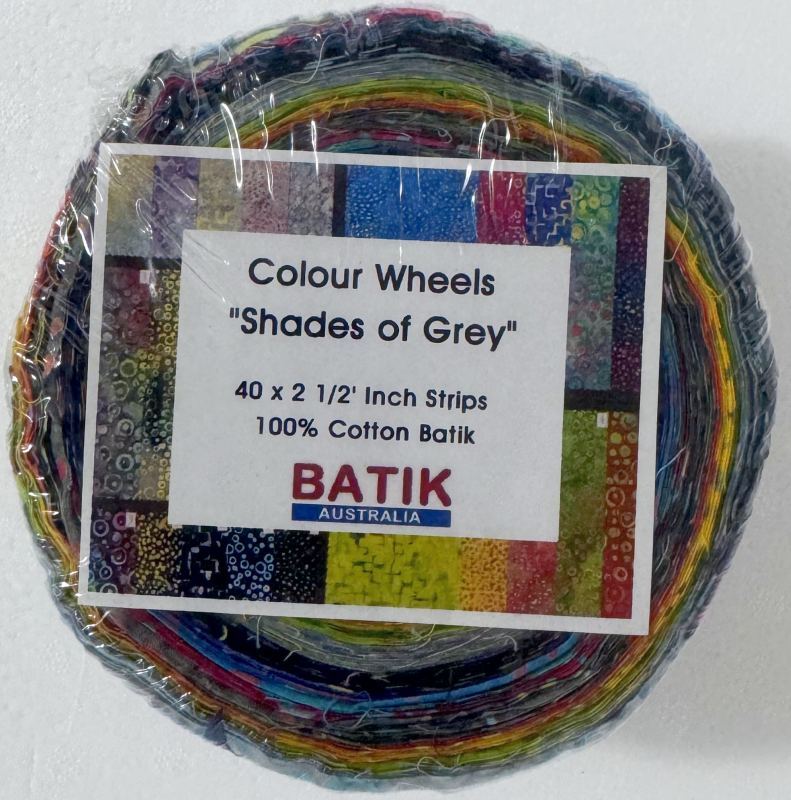 Colour Wheels
"Shades of Grey"
40 x 2 1/2' Inch Strips
100% Cotton Batik
BATIK
AUSTRALIA